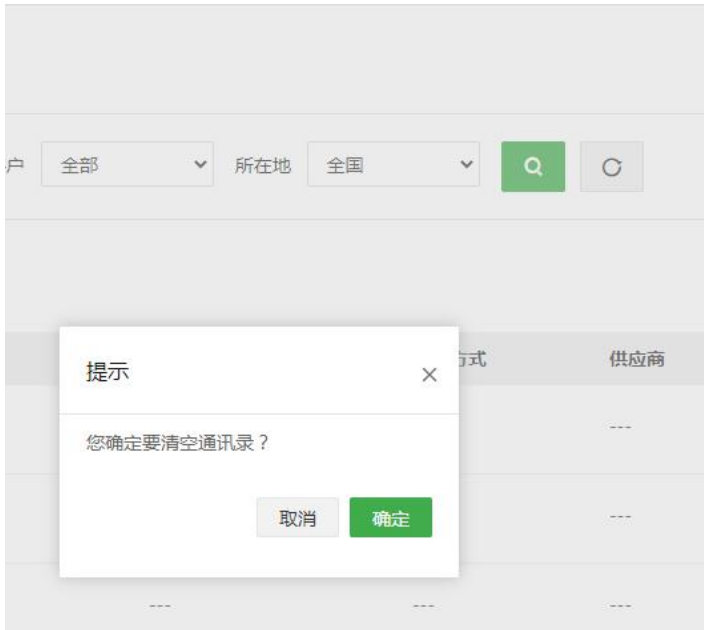 户 全部 所在地 全国
提示
方式 供应商
您确定要清空通讯录？
---
取消 确定
---
--- --- ---